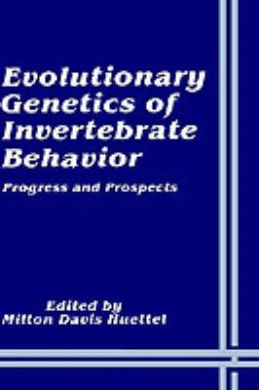 Evolutionary
Genetics of
Invertebrate
Behavior
Progress and Prospects
Edited by
Milton Davis Huettel